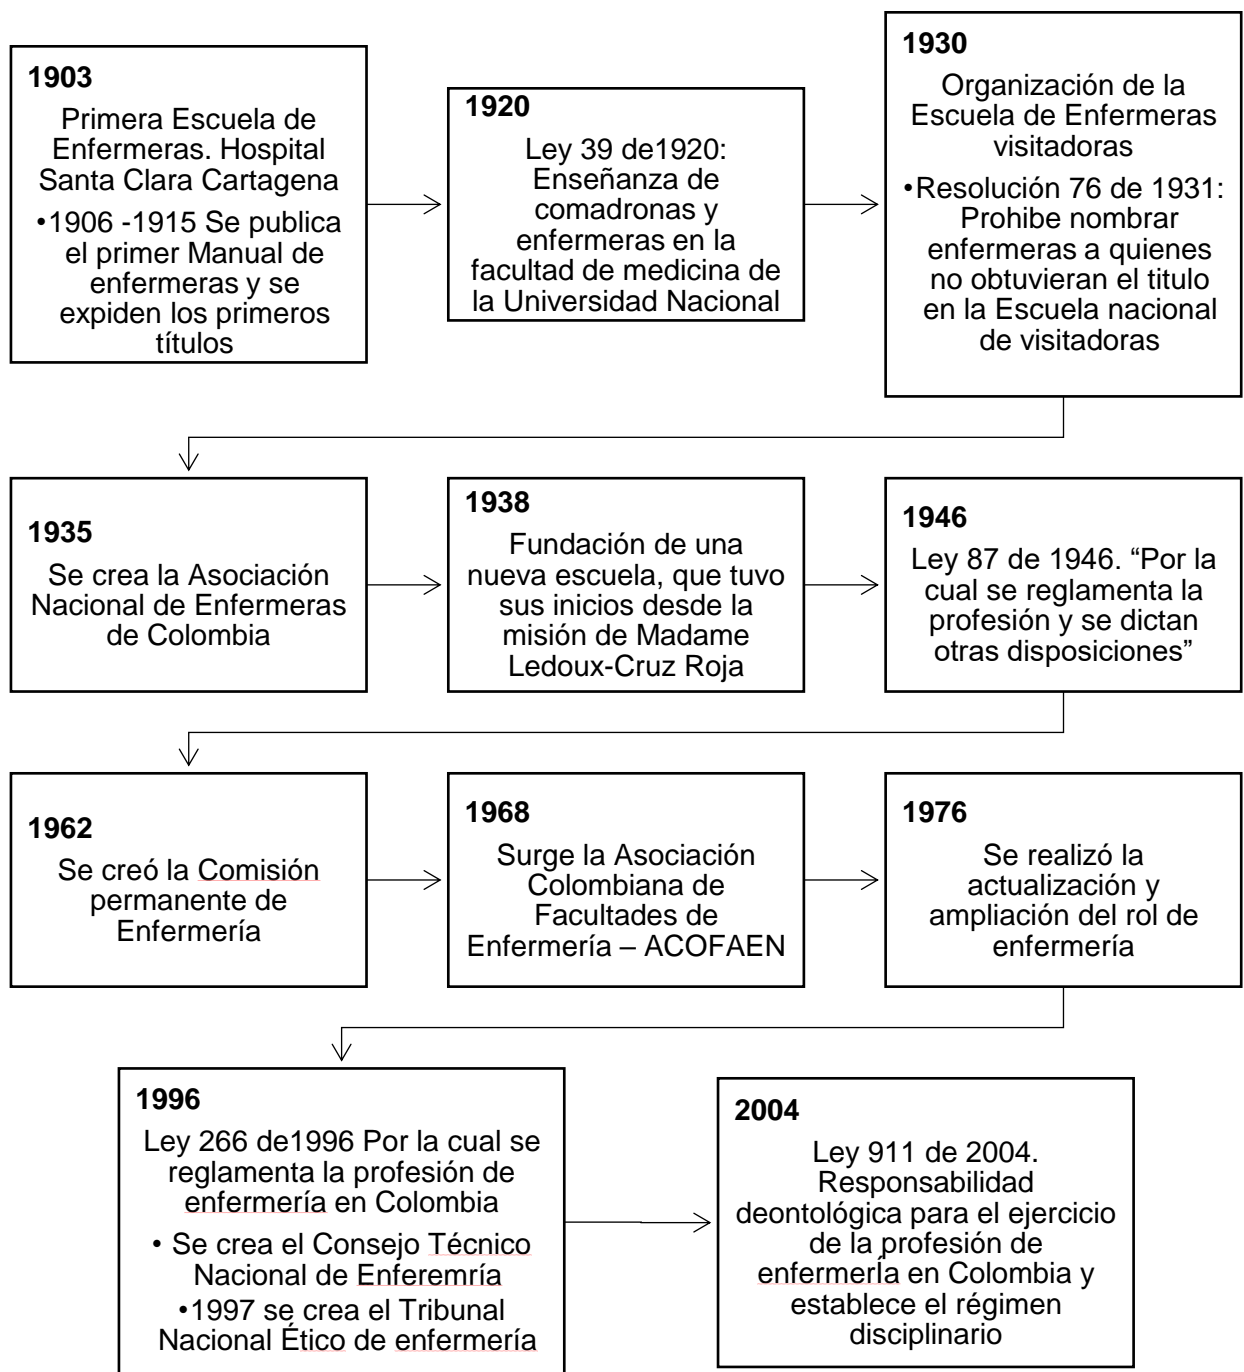 1903
Primera Escuela de
Enfermeras. Hospital
Santa Clara Cartagena
•1906 -1915 Se publica
el primer Manual de
enfermeras y se
expiden los primeros
títulos
1920
Ley 39 de1920:
Enseñanza de
comadronas y
enfermeras en la
facultad de medicina de
la Universidad Nacional
1930
Organización de la
Escuela de Enfermeras
visitadoras
•Resolución 76 de 1931:
Prohibe nombrar
enfermeras a quienes
no obtuvieran el titulo
en la Escuela nacional
de visitadoras
1935
Se crea la Asociación
Nacional de Enfermeras
de Colombia
1938
Fundación de una
nueva escuela, que tuvo
sus inicios desde la
misión de Madame
Ledoux-Cruz Roja
1946
Ley 87 de 1946. “Por la
cual se reglamenta la
profesión y se dictan
otras disposiciones”
1962
Se creó la Comisión
permanente de
Enfermería
1968
Surge la Asociación
Colombiana de
Facultades de
Enfermería – ACOFAEN
1976
Se realizó la
actualización y
ampliación del rol de
enfermería
1996
Ley 266 de1996 Por la cual se
reglamenta la profesión de
enfermería en Colombia
• Se crea el Consejo Técnico
Nacional de Enferemría
•1997 se crea el Tribunal
Nacional Ético de enfermería
2004
Ley 911 de 2004.
Responsabilidad
deontológica para el ejercicio
de la profesión de
enfermería en Colombia y
establece el régimen
disciplinario